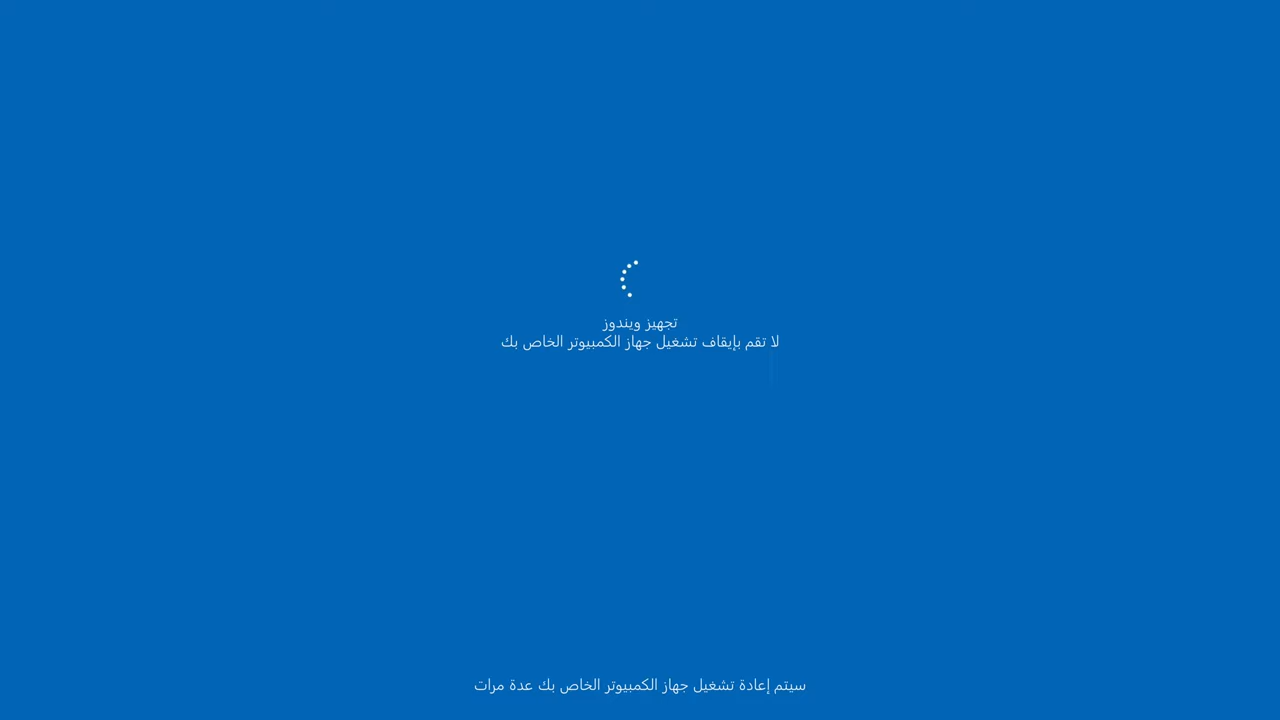 تجهيز ويندوز
لا تقم بإيقاف تشغيل جهاز الكمبيوتر الخاص بك
سيتم إعادة تشغيل جهاز الكمبيوتر الخاص بك عدة مرات